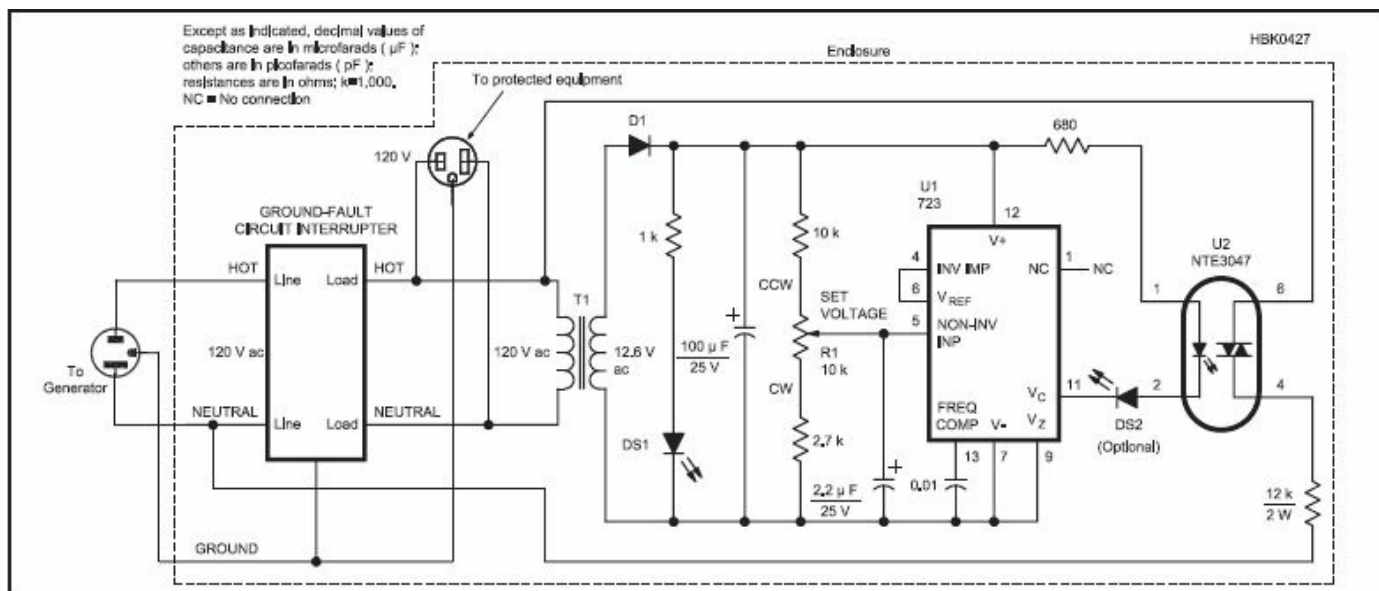 Except as indicated, decimal values of
capacitance are in microfarads ( µF );
others are in picofarads ( pF );
resistances are in ohms; k=1,000.
NC = No connection
HBK0427
Enclosure
To protected equipment
D1
680
120 V
GROUND-FAULT
CIRCUIT INTERRUPTER
U1
723
12
V+
1 k
10 k
4
INV IMP
NC
1
NC
U2
NTE3047
HOT
Line
Load
HOT
CCW
SET
VOLTAGE
6
VREF
5
NON-INV
INP
1
6
T1
120 V ac
120 V ac
12.6 V
ac
100 µ F
25 V
R1
10 k
To
Generator
CW
VC
11
2
4
NEUTRAL
Line
Load
NEUTRAL
DS1
2.7 k
FREQ
COMP
V-
VZ
DS2
(Optional)
13
7
9
2.2 µ F
25 V
0.01
12 k
2 W
GROUND